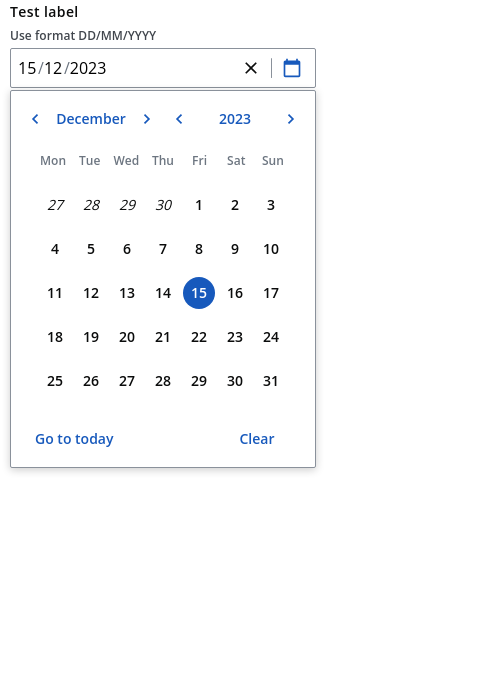 Test label
Use format DD/MM/YYYY
15/12/2023
December 2023
Mon Tue Wed Thu Fri Sat Sun
27 28 29 30 1 2 3
4 5 6 7 8 9 10
11 12 13 14 15 16 17
18 19 20 21 22 23 24
25 26 27 28 29 30 31
Go to today Clear